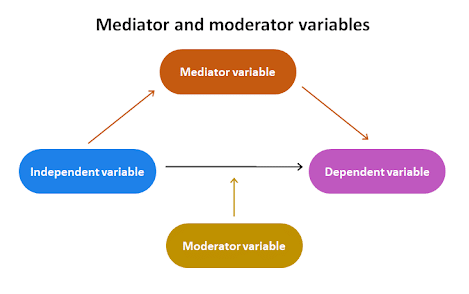 Mediator and moderator variables
Mediator variable
Independent variable
Dependent variable
Moderator variable